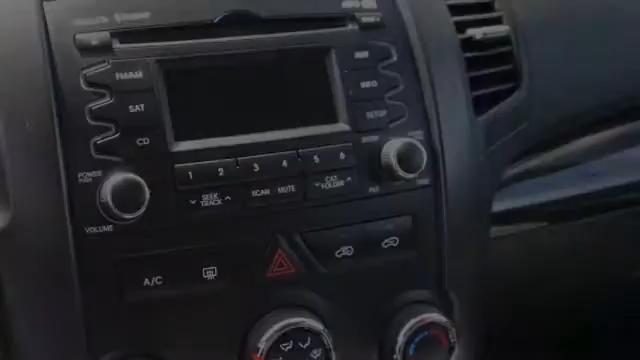 FM/AM
SAT INFO
CD SETUP
POWER
1 2 3 4 5 6
SEEK TRACK SCAN MUTE CAT FOLDER
VOLUME
A/C